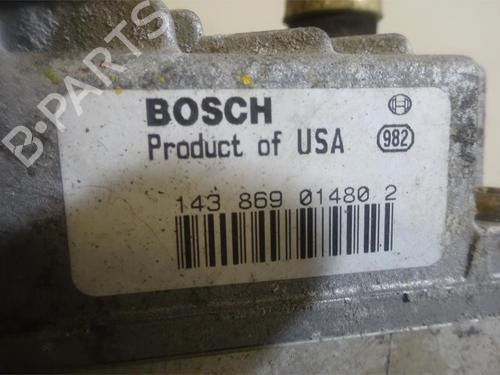 B-PARTS
BOSCH
Product of USA
982
143 869 01480 2